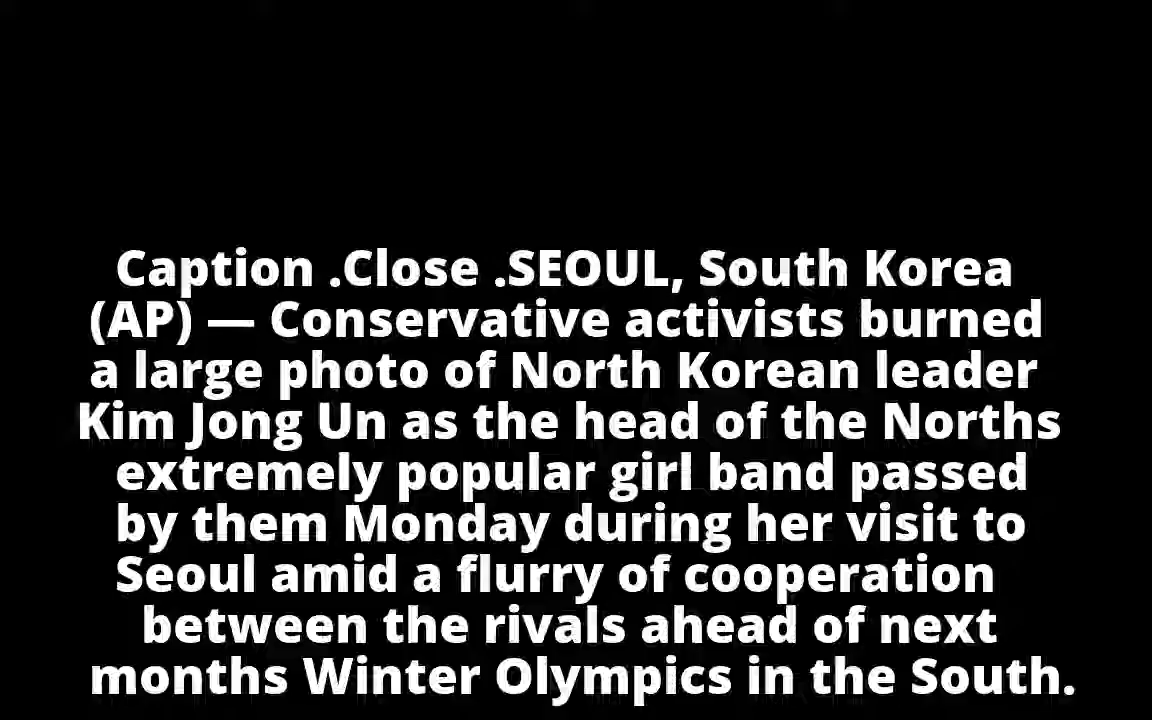 Caption .Close .SEOUL, South Korea
(AP) — Conservative activists burned
a large photo of North Korean leader
Kim Jong Un as the head of the Norths
extremely popular girl band passed
by them Monday during her visit to
Seoul amid a flurry of cooperation
between the rivals ahead of next
months Winter Olympics in the South.